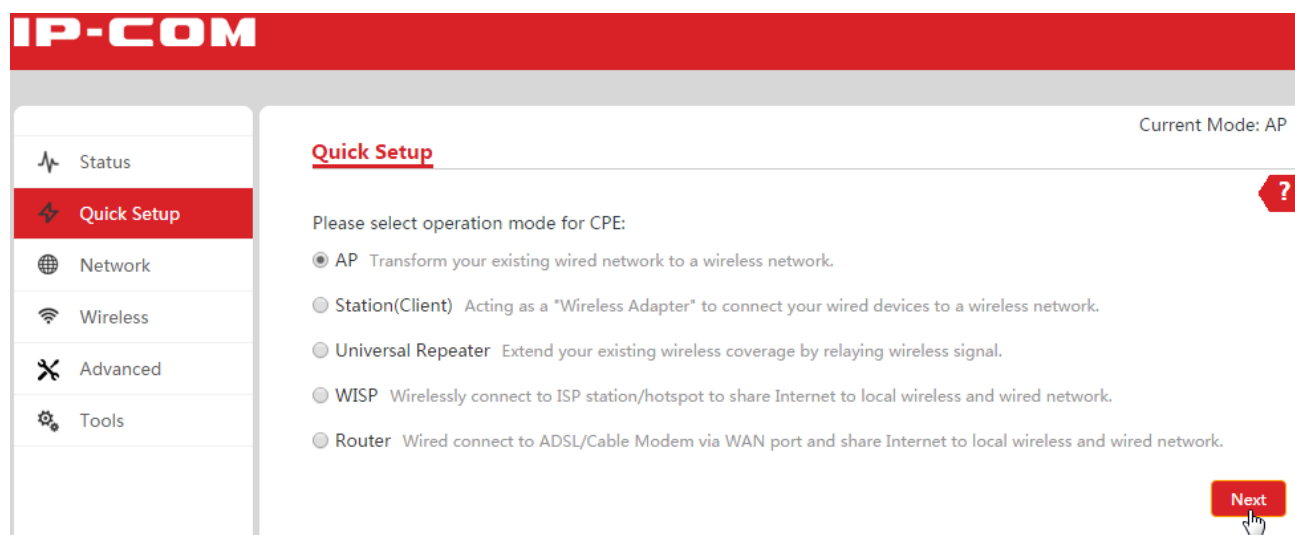 IP-COM
Current Mode: AP
Quick Setup
?
Status
Quick Setup
Network
Wireless
Advanced
Tools
Please select operation mode for CPE:
AP Transform your existing wired network to a wireless network.
Station(Client) Acting as a "Wireless Adapter" to connect your wired devices to a wireless network.
Universal Repeater Extend your existing wireless coverage by relaying wireless signal.
WISP Wirelessly connect to ISP station/hotspot to share Internet to local wireless and wired network.
Router Wired connect to ADSL/Cable Modem via WAN port and share Internet to local wireless and wired network.
Next